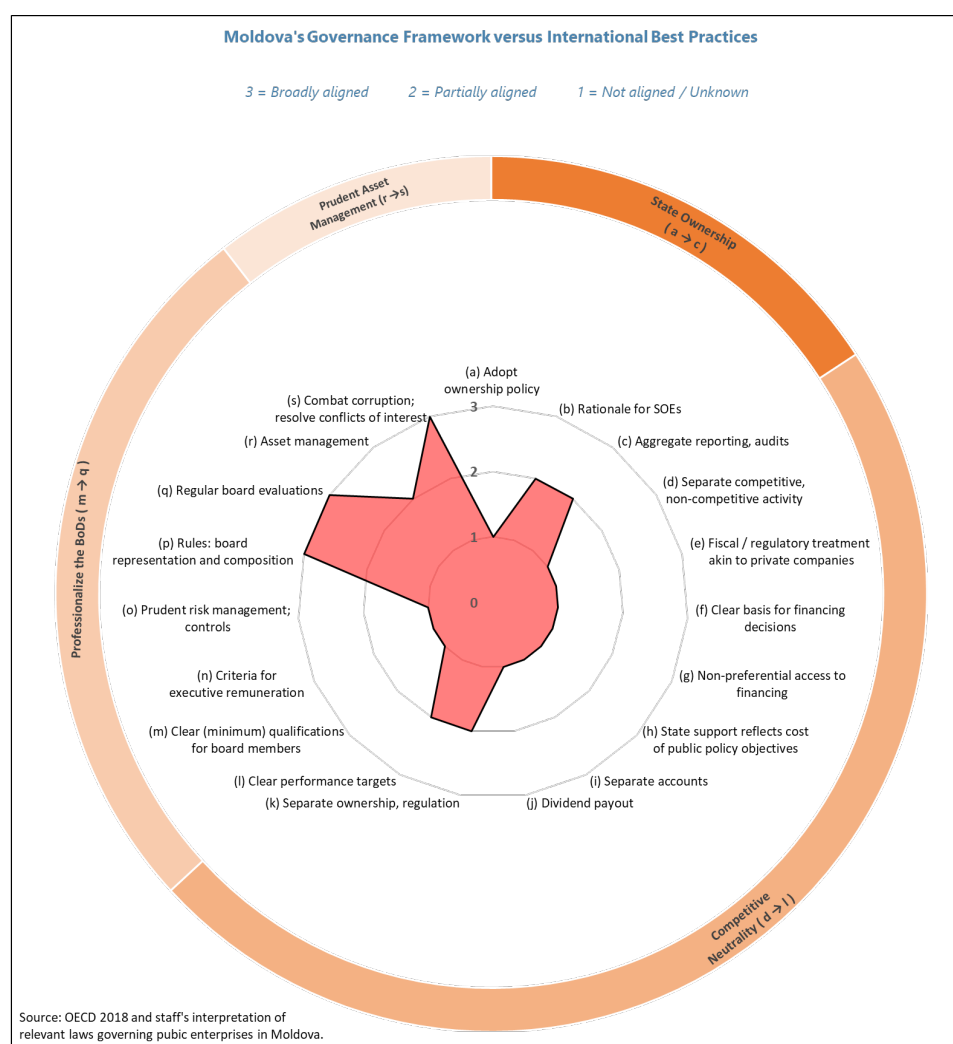 Moldova's Governance Framework versus International Best Practices
3 = Broadly aligned 2 = Partially aligned 1 = Not aligned / Unknown
Prudent Asset
Management (r → s)
State Ownership
( a → c )
(a) Adopt
ownership policy
(s) Combat corruption;
resolve conflicts of interest
3
(b) Rationale for SOEs
(r) Asset management
(c) Aggregate reporting, audits
2
(q) Regular board evaluations
(d) Separate competitive,
non-competitive activity
1
(p) Rules: board
representation and composition
(e) Fiscal / regulatory treatment
akin to private companies
0
(o) Prudent risk management;
controls
(f) Clear basis for financing
decisions
(n) Criteria for
executive remuneration
(g) Non-preferential access to
financing
(m) Clear (minimum) qualifications
for board members
(h) State support reflects cost
of public policy objectives
(l) Clear performance targets
(i) Separate accounts
(k) Separate ownership, regulation
(j) Dividend payout
Professionalize the BoDs ( m → q )
Competitive
Neutrality ( d → l )
Source: OECD 2018 and staff's interpretation of
relevant laws governing pubic enterprises in Moldova.